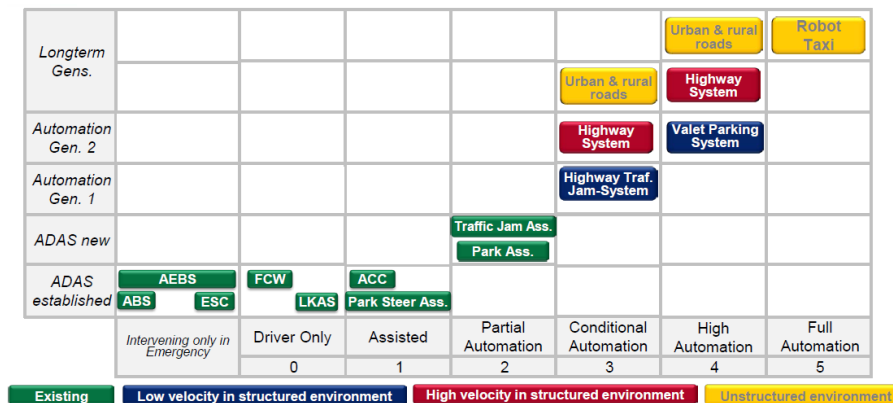 Longterm
Gens.
Urban & rural
roads
Robot
Taxi
Urban & rural
roads
Highway
System
Automation
Gen. 2
Highway
System
Valet Parking
System
Automation
Gen. 1
Highway Traf.
Jam-System
ADAS new
Traffic Jam Ass.
Park Ass.
ADAS
established
AEBS
FCW
ACC
ABS
ESC
LKAS
Park Steer Ass.
Intervening only in
Emergency
Driver Only
Assisted
Partial
Automation
Conditional
Automation
High
Automation
Full
Automation
0
1
2
3
4
5
Existing
Low velocity in structured environment
High velocity in structured environment
Unstructured environment